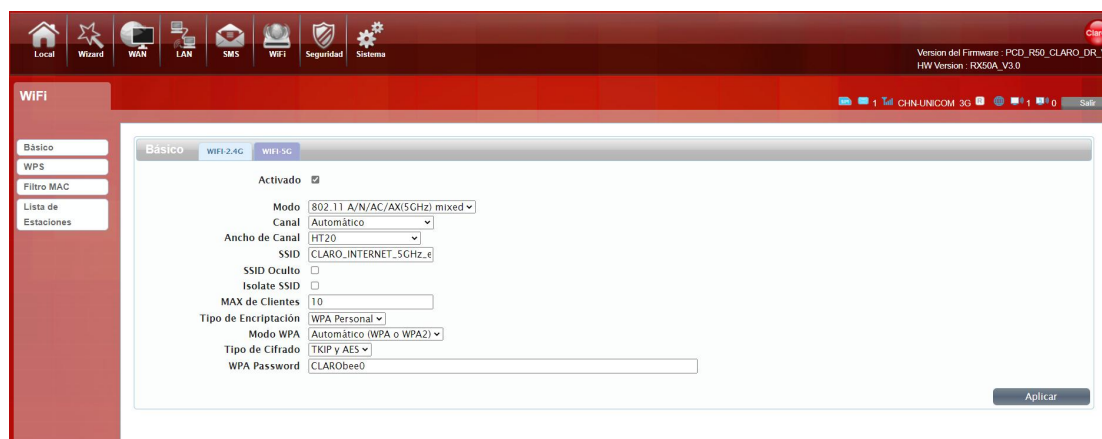 Local Wizard WAN LAN SMS WiFi Seguridad Sistema
Claro
Version del Firmware : PCD_R50_CLARO_DR_
HW Version : RX50A_V3.0
WiFi
1 CHN-UNICOM 3G R 1 0 Salir
Básico
WPS
Filtro MAC
Lista de
Estaciones
Básico WIFI-2.4G WIFI-5G
Activado
Modo 802.11 A/N/AC/AX(5GHz) mixed
Canal Automático
Ancho de Canal HT20
SSID CLARO_INTERNET_5GHz_e
SSID Oculto
Isolate SSID
MAX de Clientes 10
Tipo de Encriptación WPA Personal
Modo WPA Automático (WPA o WPA2)
Tipo de Cifrado TKIP y AES
WPA Password CLARObee0
Aplicar